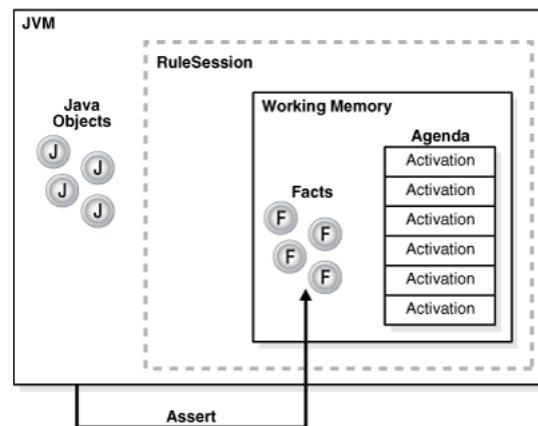 JVM
RuleSession
Java
Objects
J
J
J
J
Working Memory
Facts
F
F
F
F
Agenda
Activation
Activation
Activation
Activation
Activation
Activation
Assert